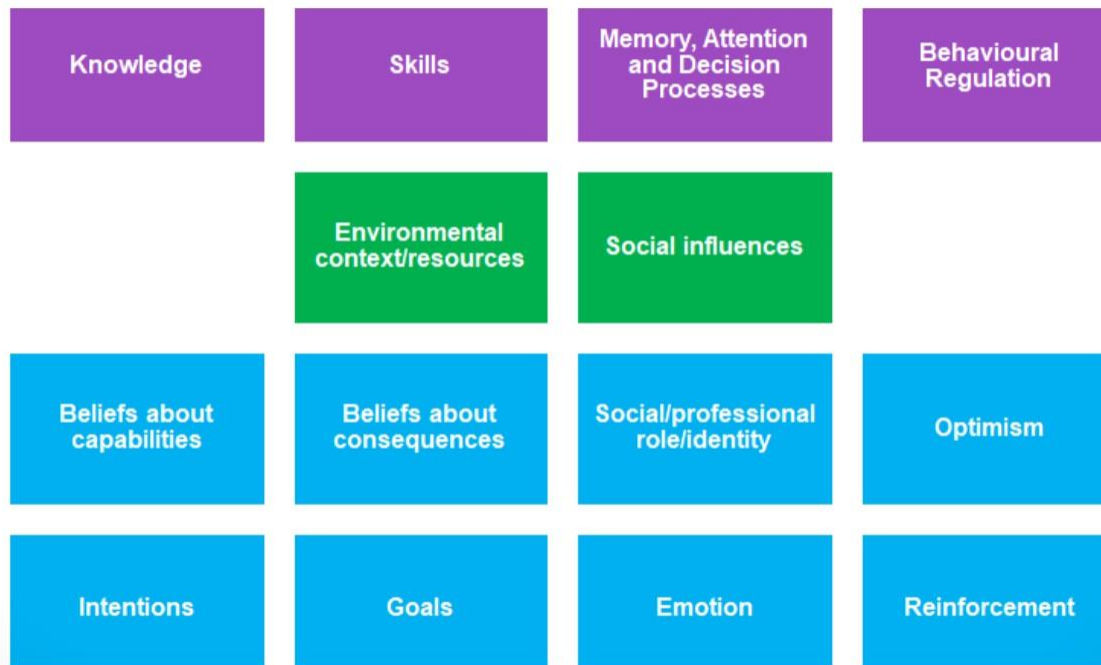 Knowledge
Skills
Memory, Attention
and Decision
Processes
Behavioural
Regulation
Environmental
context/resources
Social influences
Beliefs about
capabilities
Beliefs about
consequences
Social/professional
role/identity
Optimism
Intentions
Goals
Emotion
Reinforcement